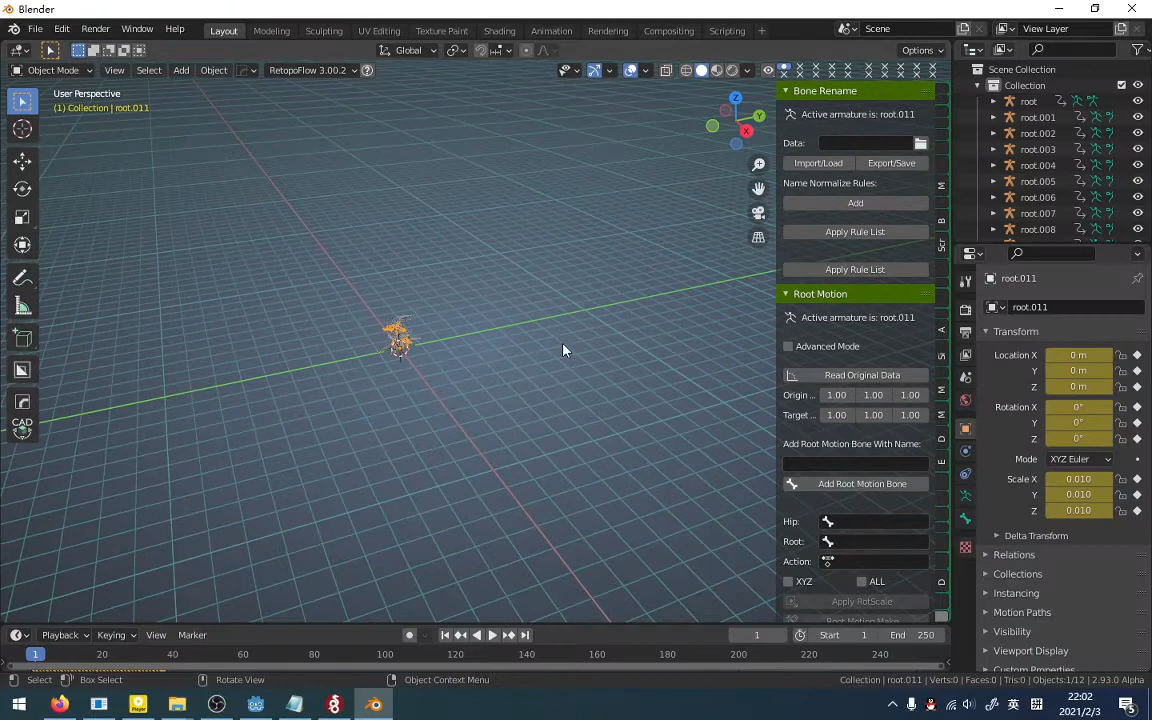 Blender
File Edit Render Window Help Layout Modeling Sculpting UV Editing Texture Paint Shading Animation Rendering Compositing Scripting + Scene View Layer
Global Options
Object Mode View Select Add Object RetopoFlow 3.00.2
User Perspective
(1) Collection | root.011
Z
Y
X
CAD
Bone Rename
Active armature is: root.011
Data:
Import/Load Export/Save
Name Normalize Rules:
Add
Apply Rule List
Apply Rule List
Root Motion
Active armature is: root.011
Advanced Mode
Read Original Data
Origin ... 1.00 1.00 1.00
Target ... 1.00 1.00 1.00
Add Root Motion Bone With Name:
Add Root Motion Bone
Hip:
Root:
Action:
XYZ ALL
Apply RotScale
M
B
Scr
A
Si
M
M
D
E
D
Scene Collection
Collection
root
root.001
root.002
root.003
root.004
root.005
root.006
root.007
root.008
root.011
root.011
Transform
Location X 0 m
Y 0 m
Z 0 m
Rotation X 0°
Y 0°
Z 0°
Mode XYZ Euler
Scale X 0.010
Y 0.010
Z 0.010
Delta Transform
Relations
Collections
Instancing
Motion Paths
Visibility
Viewport Display
Custom Properties
Playback Keying View Marker 1 Start 1 End 250
1 20 40 60 80 100 120 140 160 180 200 220 240
Select Box Select Rotate View Object Context Menu Collection | root.011 | Verts:0 | Faces:0 | Tris:0 | Objects:1/12 | 2.93.0 Alpha
Player
英
22:02
2021/2/3
5